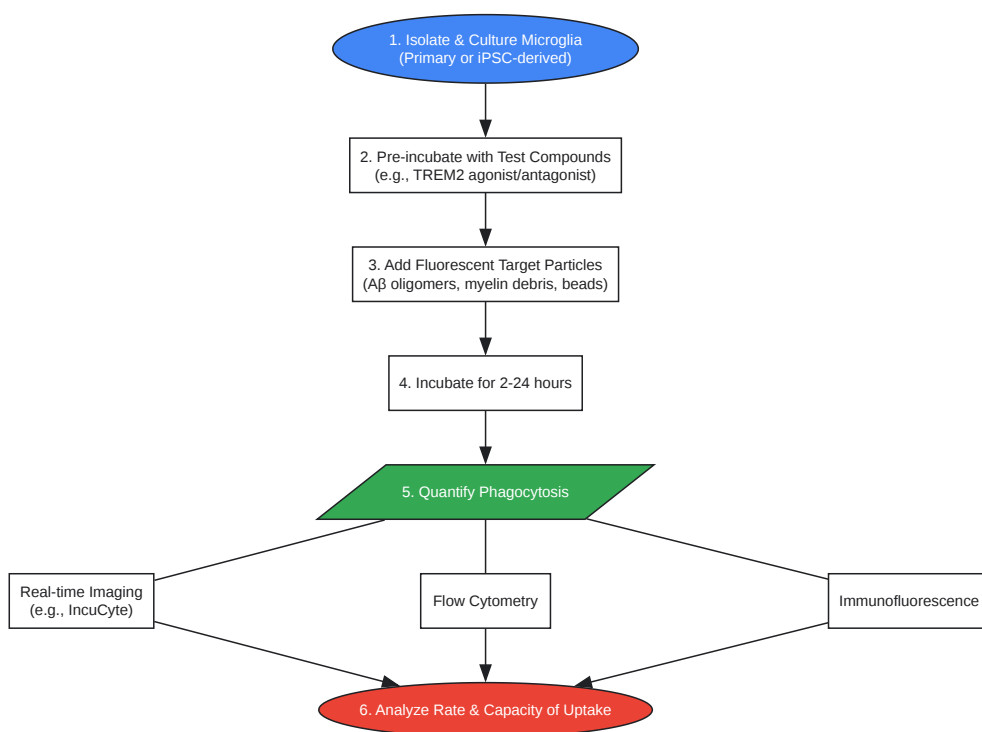 1. Isolate & Culture Microglia
(Primary or iPSC-derived)
2. Pre-incubate with Test Compounds
(e.g., TREM2 agonist/antagonist)
3. Add Fluorescent Target Particles
(Aβ oligomers, myelin debris, beads)
4. Incubate for 2-24 hours
5. Quantify Phagocytosis
Real-time Imaging
(e.g., IncuCyte)
Flow Cytometry
Immunofluorescence
6. Analyze Rate & Capacity of Uptake